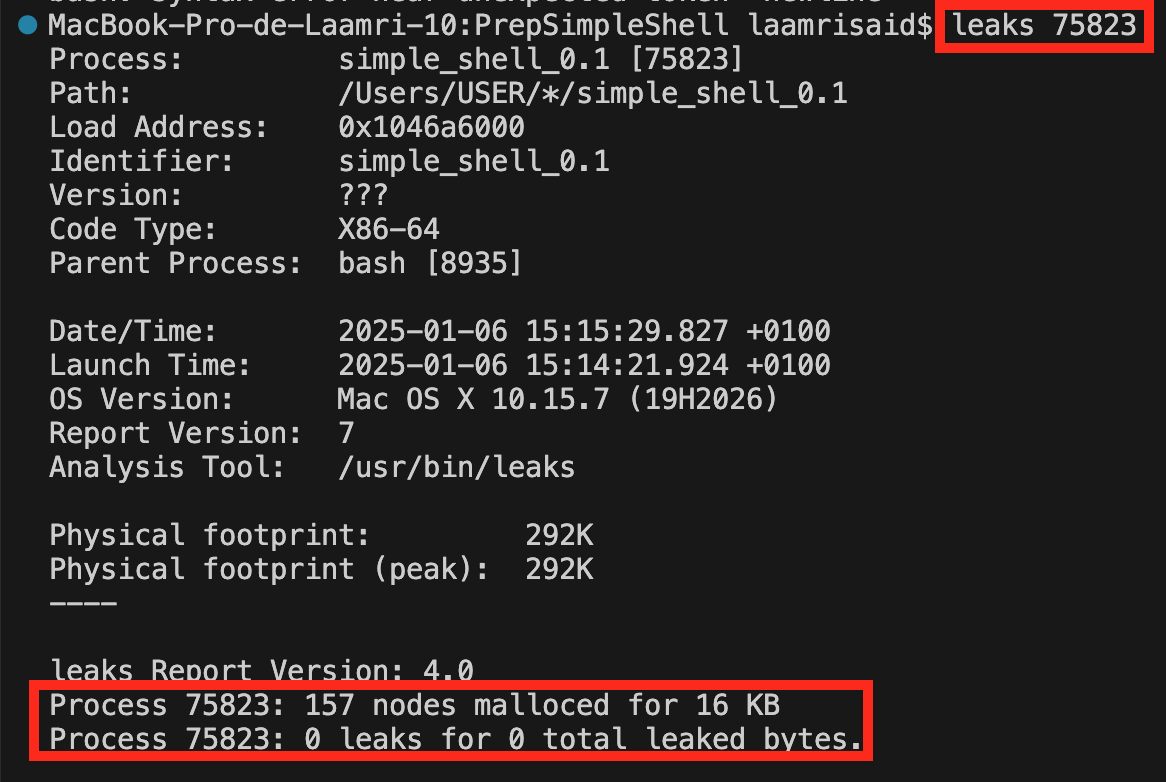 MacBook-Pro-de-Laamri-10:PrepSimpleShell laamrisaid$ leaks 75823
Process:         simple_shell_0.1 [75823]
Path:            /Users/USER/*/simple_shell_0.1
Load Address:    0x1046a6000
Identifier:      simple_shell_0.1
Version:         ???
Code Type:       X86-64
Parent Process:  bash [8935]
Date/Time:       2025-01-06 15:15:29.827 +0100
Launch Time:     2025-01-06 15:14:21.924 +0100
OS Version:      Mac OS X 10.15.7 (19H2026)
Report Version:  7
Analysis Tool:   /usr/bin/leaks
Physical footprint:         292K
Physical footprint (peak):  292K
----
leaks Report Version: 4.0
Process 75823: 157 nodes malloced for 16 KB
Process 75823: 0 leaks for 0 total leaked bytes.